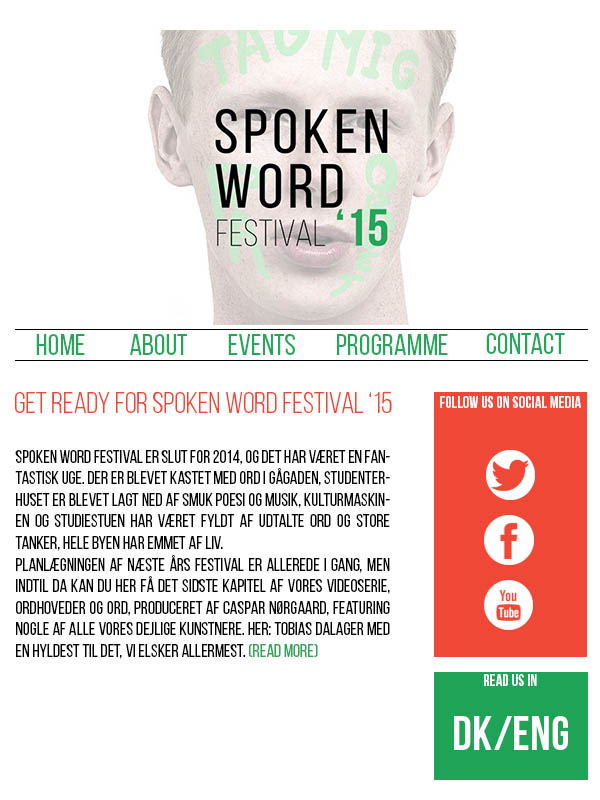 TAG MIG
SPOKEN
WORD
FESTIVAL ‘15
HOME ABOUT EVENTS PROGRAMME CONTACT
GET READY FOR SPOKEN WORD FESTIVAL ‘15
SPOKEN WORD FESTIVAL ER SLUT FOR 2014, OG DET HAR VÆRET EN FAN-
TASTISK UGE. DER ER BLEVET KASTET MED ORD I GÅGADEN, STUDENTER-
HUSET ER BLEVET LAGT NED AF SMUK POESI OG MUSIK, KULTURMASKIN-
EN OG STUDIESTUEN HAR VÆRET FYLDT AF UDTALTE ORD OG STORE
TANKER, HELE BYEN HAR EMMET AF LIV.
PLANLÆGNINGEN AF NÆSTE ÅRS FESTIVAL ER ALLEREDE I GANG, MEN
INDTIL DA KAN DU HER FÅ DET SIDSTE KAPITEL AF VORES VIDEOSERIE,
ORDHOVEDER OG ORD, PRODUCERET AF CASPAR NØRGAARD, FEATURING
NOGLE AF ALLE VORES DEJLIGE KUNSTNERE. HER: TOBIAS DALAGER MED
EN HYLDEST TIL DET, VI ELSKER ALLERMEST. (READ MORE)
FOLLOW US ON SOCIAL MEDIA
You
Tube
READ US IN
DK/ENG